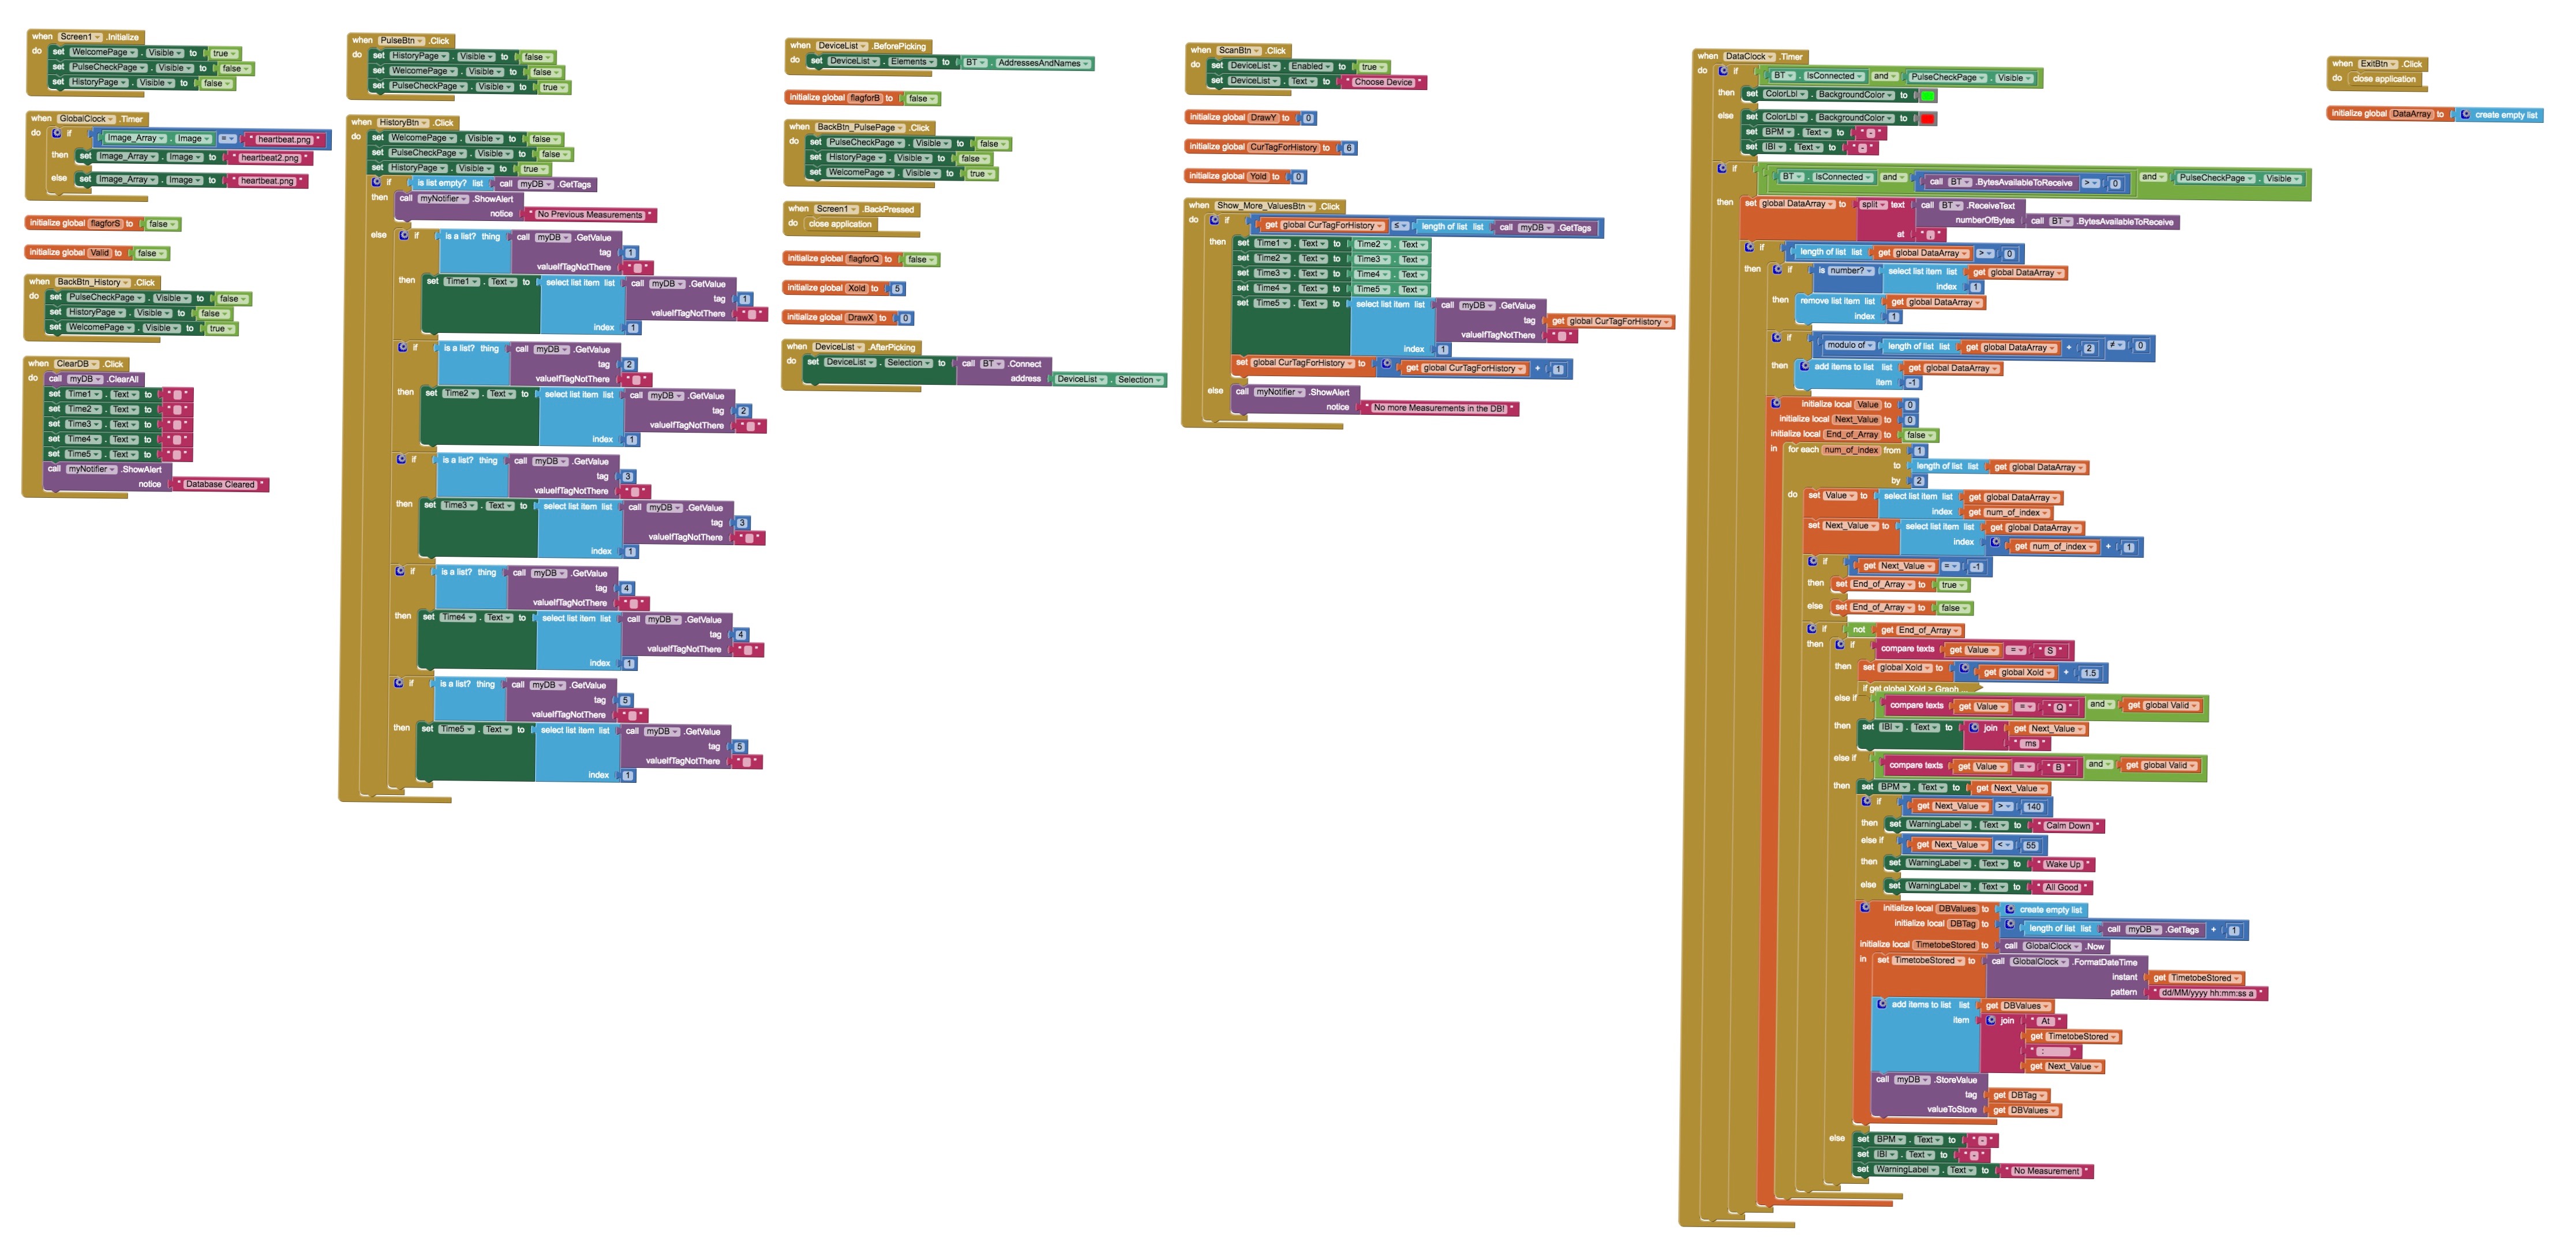 when Screen1 .Initialize
do set WelcomePage . Visible to true
set PulseCheckPage . Visible to false
set HistoryPage . Visible to false
when GlobalClock .Timer
do if Image_Array . Image = " heartbeat.png "
then set Image_Array . Image to " heartbeat2.png "
else set Image_Array . Image to " heartbeat.png "
initialize global flagforS to false
initialize global Valid to false
when BackBtn_History .Click
do set PulseCheckPage . Visible to false
set HistoryPage . Visible to false
set WelcomePage . Visible to true
when ClearDB .Click
do call myDB .ClearAll
set Time1 . Text to " "
set Time2 . Text to " "
set Time3 . Text to " "
set Time4 . Text to " "
set Time5 . Text to " "
call myNotifier .ShowAlert
notice " Database Cleared "
when PulseBtn .Click
do set HistoryPage . Visible to false
set WelcomePage . Visible to false
set PulseCheckPage . Visible to true
when HistoryBtn .Click
do set WelcomePage . Visible to false
set PulseCheckPage . Visible to false
set HistoryPage . Visible to true
if is list empty? list call myDB .GetTags
then call myNotifier .ShowAlert
notice " No Previous Measurements "
else if is a list? thing call myDB .GetValue
tag 1
valueIfTagNotThere " "
then set Time1 . Text to select list item list call myDB .GetValue
tag 1
valueIfTagNotThere " "
index 1
if is a list? thing call myDB .GetValue
tag 2
valueIfTagNotThere " "
then set Time2 . Text to select list item list call myDB .GetValue
tag 2
valueIfTagNotThere " "
index 1
if is a list? thing call myDB .GetValue
tag 3
valueIfTagNotThere " "
then set Time3 . Text to select list item list call myDB .GetValue
tag 3
valueIfTagNotThere " "
index 1
if is a list? thing call myDB .GetValue
tag 4
valueIfTagNotThere " "
then set Time4 . Text to select list item list call myDB .GetValue
tag 4
valueIfTagNotThere " "
index 1
if is a list? thing call myDB .GetValue
tag 5
valueIfTagNotThere " "
then set Time5 . Text to select list item list call myDB .GetValue
tag 5
valueIfTagNotThere " "
index 1
when DeviceList .BeforePicking
do set DeviceList . Elements to BT . AddressesAndNames
initialize global flagforB to false
when BackBtn_PulsePage .Click
do set PulseCheckPage . Visible to false
set HistoryPage . Visible to false
set WelcomePage . Visible to true
when Screen1 .BackPressed
do close application
initialize global flagforQ to false
initialize global Xold to 5
initialize global DrawX to 0
when DeviceList .AfterPicking
do set DeviceList . Selection to call BT .Connect
address DeviceList . Selection
when ScanBtn .Click
do set DeviceList . Enabled to true
set DeviceList . Text to " Choose Device "
initialize global DrawY to 0
initialize global CurTagForHistory to 6
initialize global Yold to 0
when Show_More_ValuesBtn .Click
do if get global CurTagForHistory ≤ length of list list call myDB .GetTags
then set Time1 . Text to Time2 . Text
set Time2 . Text to Time3 . Text
set Time3 . Text to Time4 . Text
set Time4 . Text to Time5 . Text
set Time5 . Text to select list item list call myDB .GetValue
tag get global CurTagForHistory
valueIfTagNotThere " "
index 1
set global CurTagForHistory to get global CurTagForHistory + 1
else call myNotifier .ShowAlert
notice " No more Measurements in the DB! "
when DataClock .Timer
do if BT . IsConnected and PulseCheckPage . Visible
then set ColorLbl . BackgroundColor to
else set ColorLbl . BackgroundColor to
set BPM . Text to " - "
set IBI . Text to " - "
if BT . IsConnected and call BT .BytesAvailableToReceive > 0 and PulseCheckPage . Visible
then set global DataArray to split text call BT .ReceiveText
numberOfBytes call BT .BytesAvailableToReceive
at " , "
if length of list list get global DataArray > 0
then if is number? select list item list get global DataArray
index 1
then remove list item list get global DataArray
index 1
if modulo of length of list list get global DataArray ÷ 2 ≠ 0
then add items to list list get global DataArray
item -1
initialize local Value to 0
initialize local Next_Value to 0
initialize local End_of_Array to false
in for each num_of_index from 1
to length of list list get global DataArray
by 2
do set Value to select list item list get global DataArray
index get num_of_index
set Next_Value to select list item list get global DataArray
index get num_of_index + 1
if get Next_Value = -1
then set End_of_Array to true
else set End_of_Array to false
if not get End_of_Array
then if compare texts get Value = " S "
then set global Xold to get global Xold + 1.5
if get global Xold > Graph...
else if compare texts get Value = " Q " and get global Valid
then set IBI . Text to join get Next_Value
" ms "
else if compare texts get Value = " B " and get global Valid
then set BPM . Text to get Next_Value
if get Next_Value > 140
then set WarningLabel . Text to " Calm Down "
else if get Next_Value < 55
then set WarningLabel . Text to " Wake Up "
else set WarningLabel . Text to " All Good "
initialize local DBValues to create empty list
initialize local DBTag to length of list list call myDB .GetTags + 1
initialize local TimetobeStored to call GlobalClock .Now
in set TimetobeStored to call GlobalClock .FormatDateTime
instant get TimetobeStored
pattern " dd/MM/yyyy hh:mm:ss a "
add items to list list get DBValues
item join " At "
get TimetobeStored
" : "
get Next_Value
call myDB .StoreValue
tag get DBTag
valueToStore get DBValues
else set BPM . Text to " - "
set IBI . Text to " - "
set WarningLabel . Text to " No Measurement "
when ExitBtn .Click
do close application
initialize global DataArray to create empty list